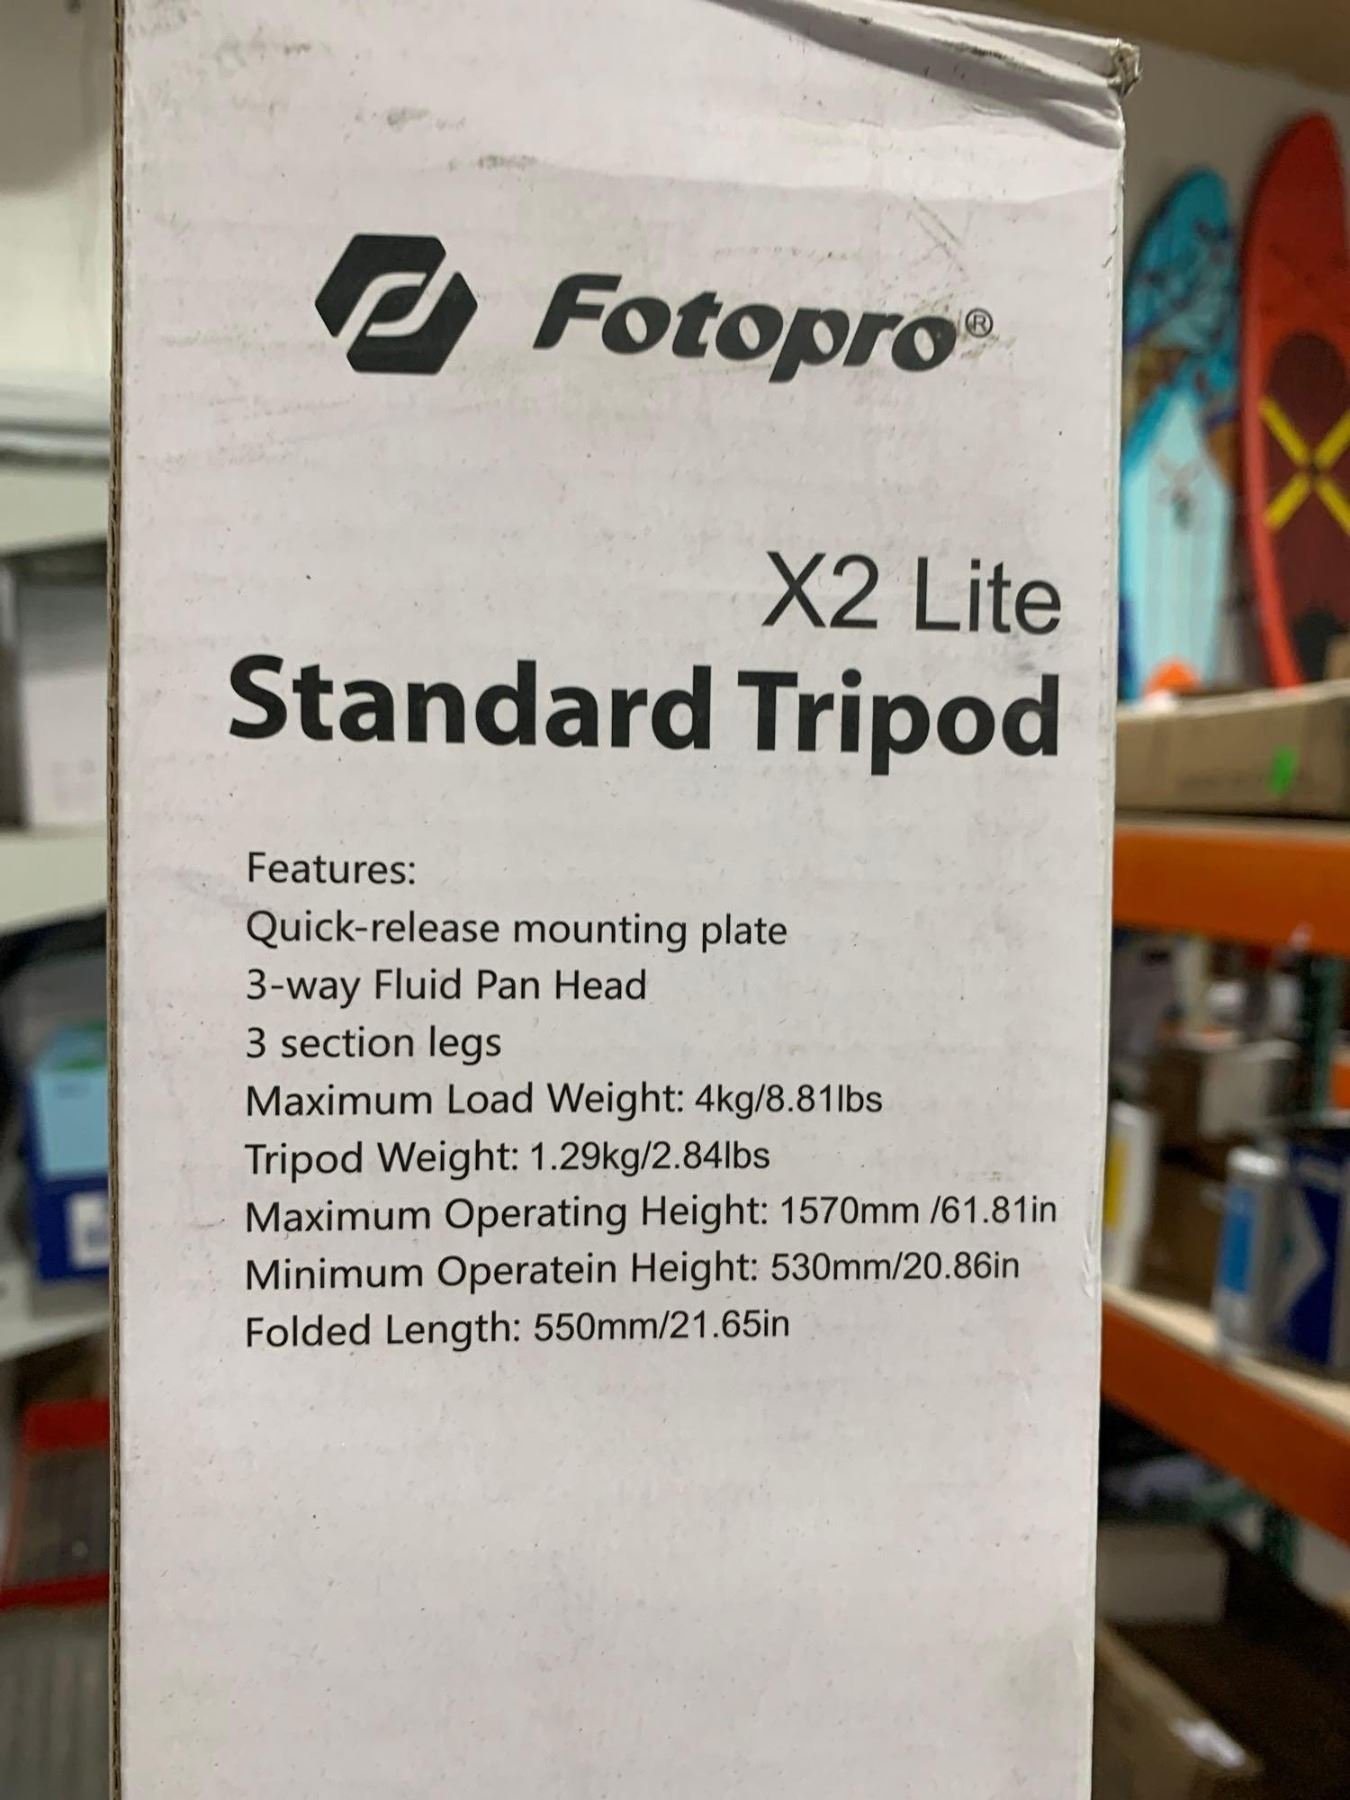 Fotopro®
X2 Lite
Standard Tripod
Features:
Quick-release mounting plate
3-way Fluid Pan Head
3 section legs
Maximum Load Weight: 4kg/8.81lbs
Tripod Weight: 1.29kg/2.84lbs
Maximum Operating Height: 1570mm /61.81in
Minimum Operatein Height: 530mm/20.86in
Folded Length: 550mm/21.65in